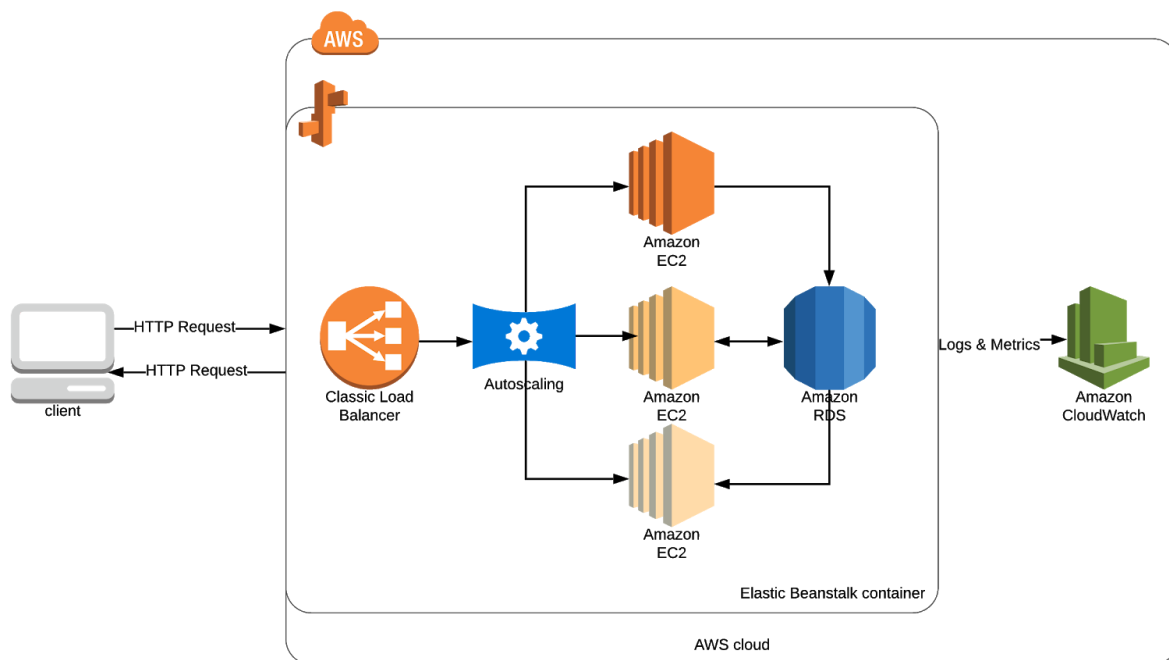 AWS
HTTP Request
HTTP Request
client
Classic Load
Balancer
Autoscaling
Amazon
EC2
Amazon
EC2
Amazon
EC2
Amazon
RDS
Logs & Metrics
Amazon
CloudWatch
Elastic Beanstalk container
AWS cloud